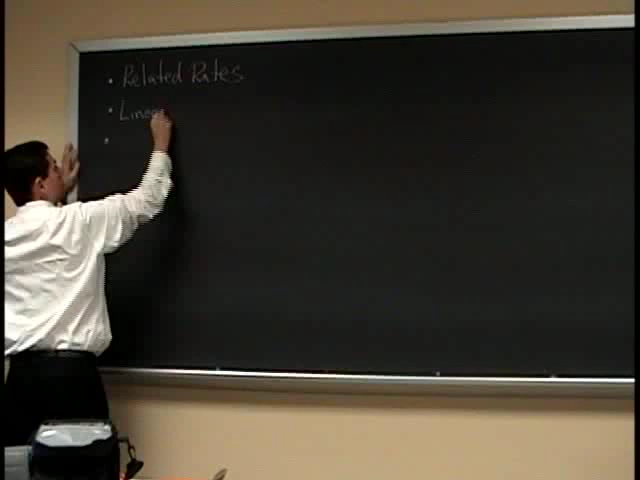 • Related Rates
• Linea
•